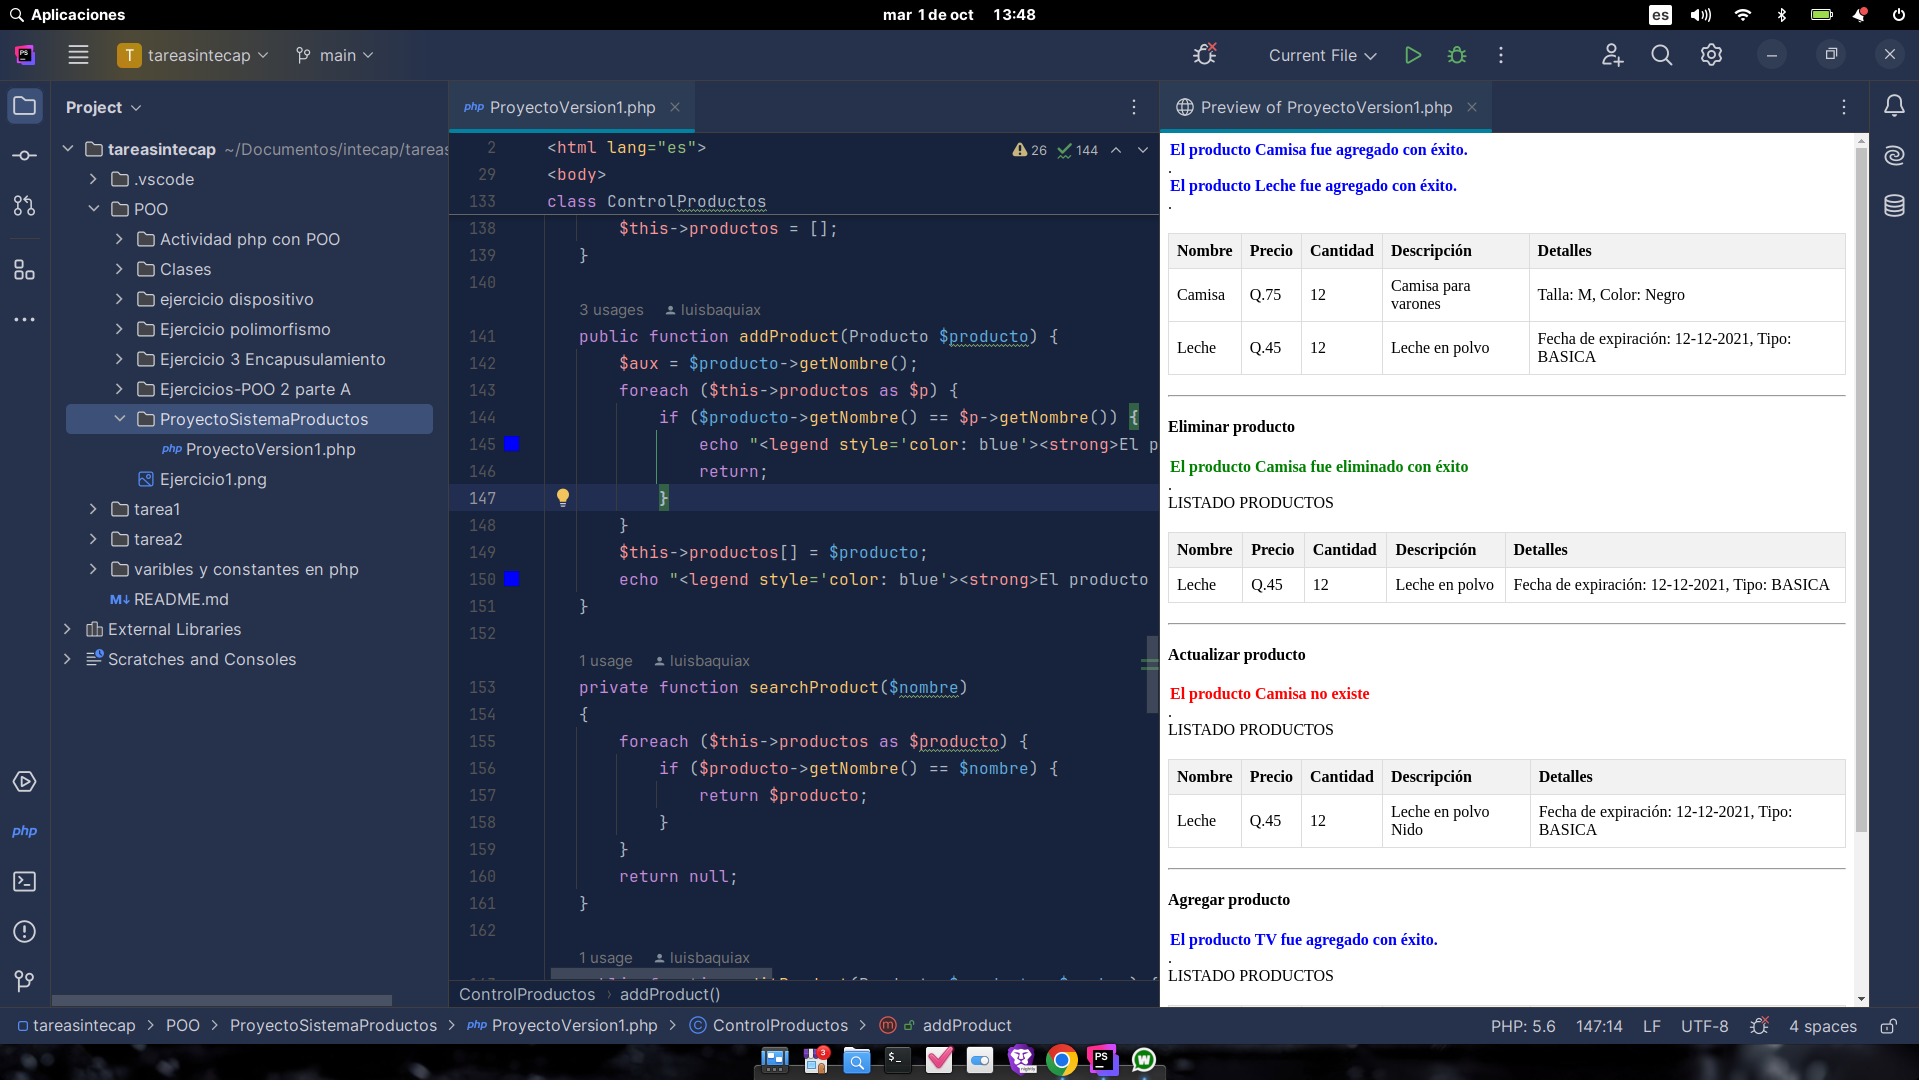 Aplicaciones
mar 1 de oct 13:48
es
T tareasintecap
main
Current File
Project
tareasintecap ~/Documentos/intecap/tareas
.vscode
POO
Actividad php con POO
Clases
ejercicio dispositivo
Ejercicio polimorfismo
Ejercicio 3 Encapusulamiento
Ejercicios-POO 2 parte A
ProyectoSistemaProductos
php ProyectoVersion1.php
Ejercicio1.png
tarea1
tarea2
varibles y constantes en php
M↓ README.md
External Libraries
Scratches and Consoles
php
php ProyectoVersion1.php
26 144
2 <html lang="es">
29 <body>
133 class ControlProductos
138 $this->productos = [];
139 }
140
3 usages luisbaquiax
141 public function addProduct(Producto $producto) {
142 $aux = $producto->getNombre();
143 foreach ($this->productos as $p) {
144 if ($producto->getNombre() == $p->getNombre()) {
145 echo "<legend style='color: blue'><strong>El p
146 return;
147 }
148 }
149 $this->productos[] = $producto;
150 echo "<legend style='color: blue'><strong>El producto
151 }
152
1 usage luisbaquiax
153 private function searchProduct($nombre)
154 {
155 foreach ($this->productos as $producto) {
156 if ($producto->getNombre() == $nombre) {
157 return $producto;
158 }
159 }
160 return null;
161 }
162
1 usage luisbaquiax
ControlProductos › addProduct()
Preview of ProyectoVersion1.php
El producto Camisa fue agregado con éxito.
.
El producto Leche fue agregado con éxito.
.
Nombre Precio Cantidad Descripción Detalles
Camisa Q.75 12 Camisa para varones Talla: M, Color: Negro
Leche Q.45 12 Leche en polvo Fecha de expiración: 12-12-2021, Tipo: BASICA
Eliminar producto
El producto Camisa fue eliminado con éxito
.
LISTADO PRODUCTOS
Nombre Precio Cantidad Descripción Detalles
Leche Q.45 12 Leche en polvo Fecha de expiración: 12-12-2021, Tipo: BASICA
Actualizar producto
El producto Camisa no existe
.
LISTADO PRODUCTOS
Nombre Precio Cantidad Descripción Detalles
Leche Q.45 12 Leche en polvo Nido Fecha de expiración: 12-12-2021, Tipo: BASICA
Agregar producto
El producto TV fue agregado con éxito.
.
LISTADO PRODUCTOS
tareasintecap > POO > ProyectoSistemaProductos > php ProyectoVersion1.php > ControlProductos > addProduct
PHP: 5.6 147:14 LF UTF-8 4 spaces
3